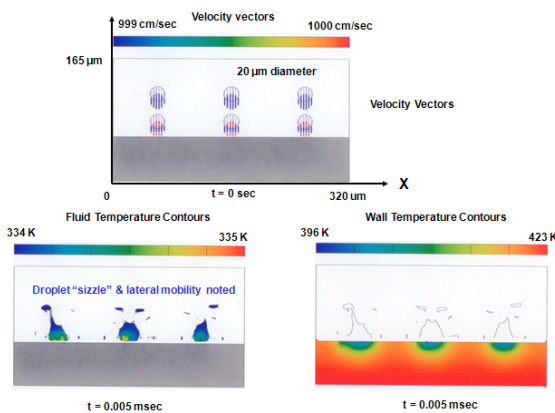 Velocity vectors
999 cm/sec
1000 cm/sec
165 µm
20 µm diameter
Velocity Vectors
0
t = 0 sec
320 um
X
Fluid Temperature Contours
Wall Temperature Contours
334 K
335 K
396 K
423 K
Droplet “sizzle” & lateral mobility noted
t = 0.005 msec
t = 0.005 msec